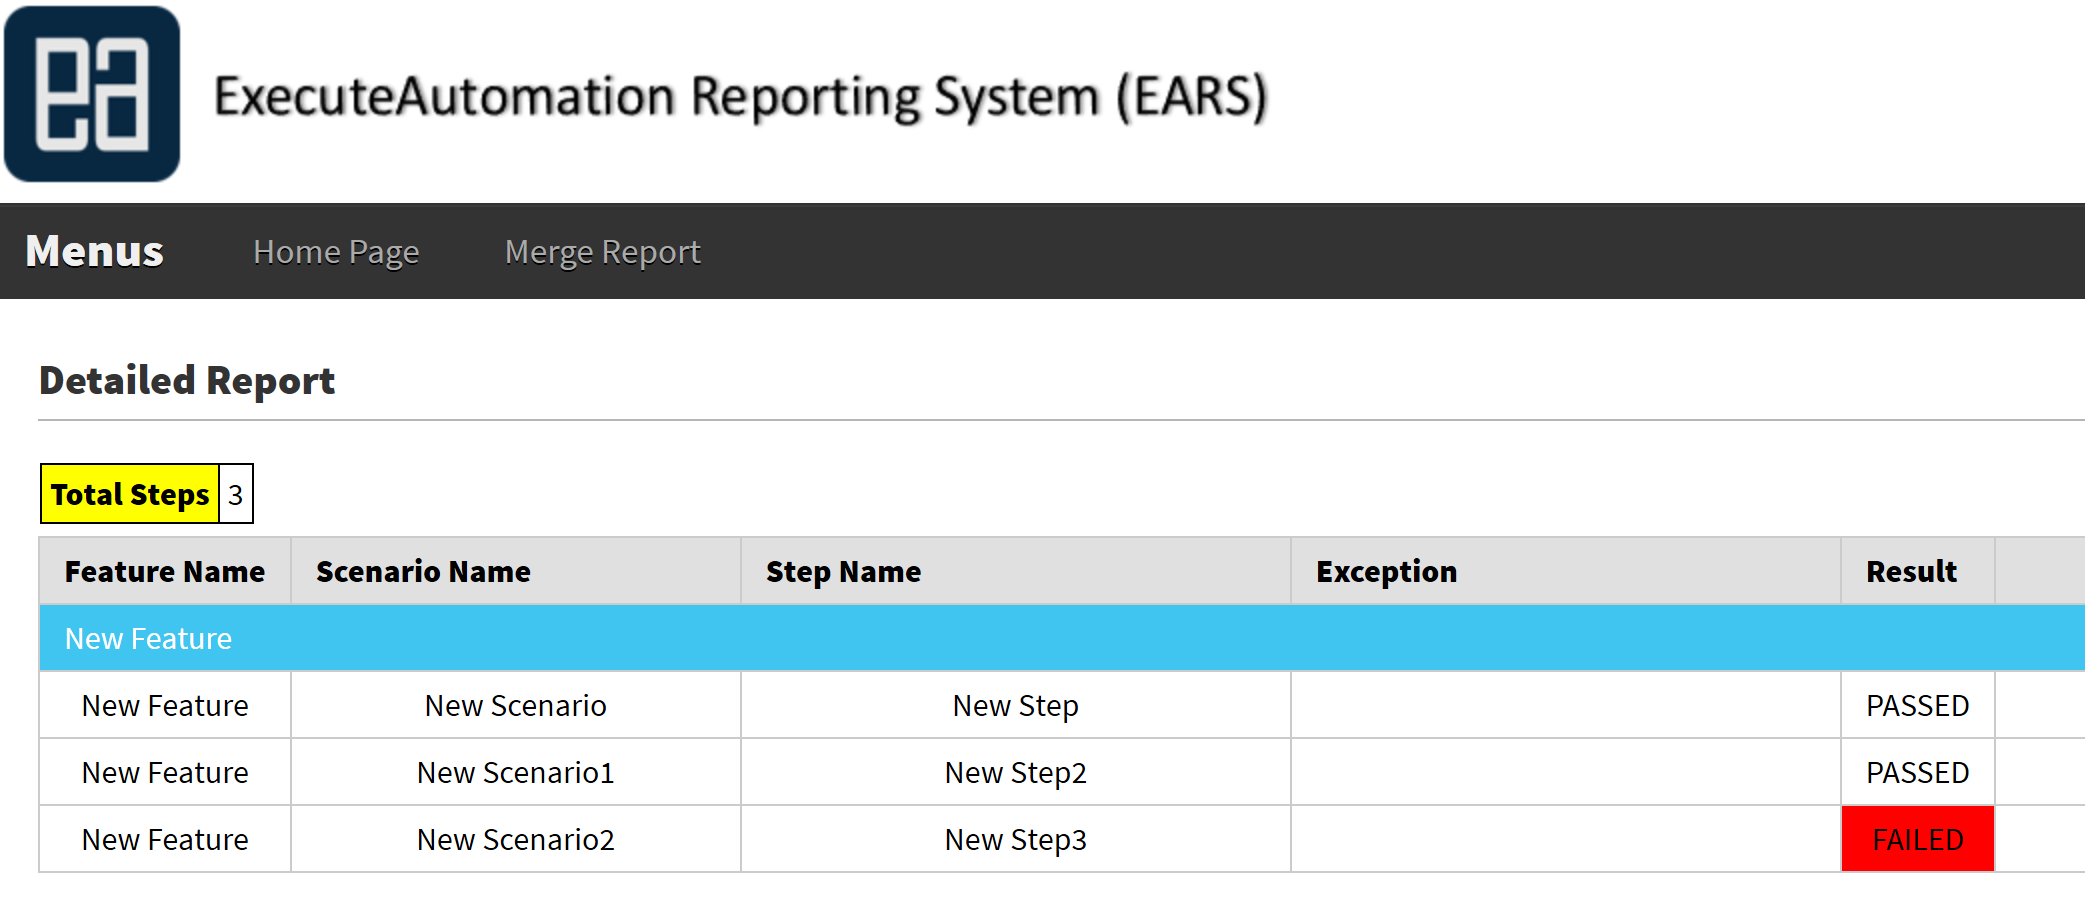 ea
ExecuteAutomation Reporting System (EARS)
Menus Home Page Merge Report
Detailed Report
Total Steps 3
Feature Name Scenario Name Step Name Exception Result
New Feature
New Feature New Scenario New Step PASSED
New Feature New Scenario1 New Step2 PASSED
New Feature New Scenario2 New Step3 FAILED